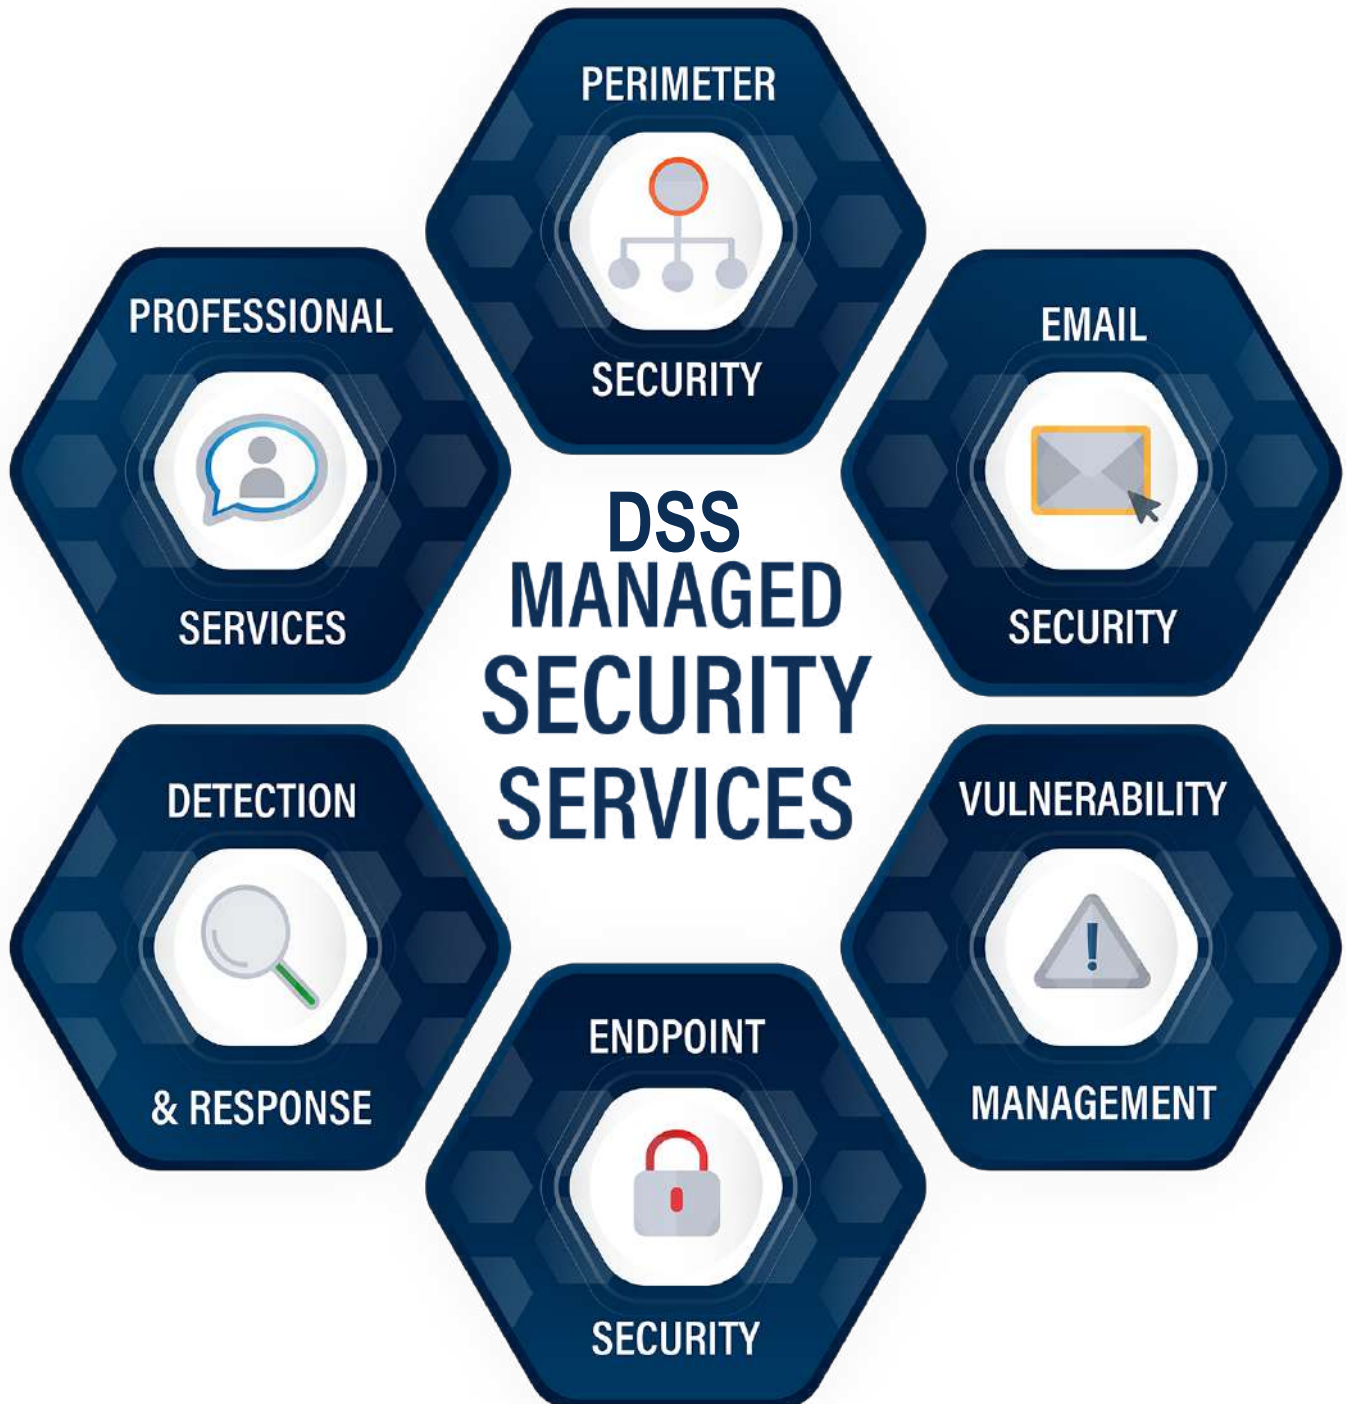 PERIMETER
SECURITY
EMAIL
SECURITY
VULNERABILITY
MANAGEMENT
ENDPOINT
SECURITY
DETECTION
& RESPONSE
PROFESSIONAL
SERVICES
DSS
MANAGED
SECURITY
SERVICES